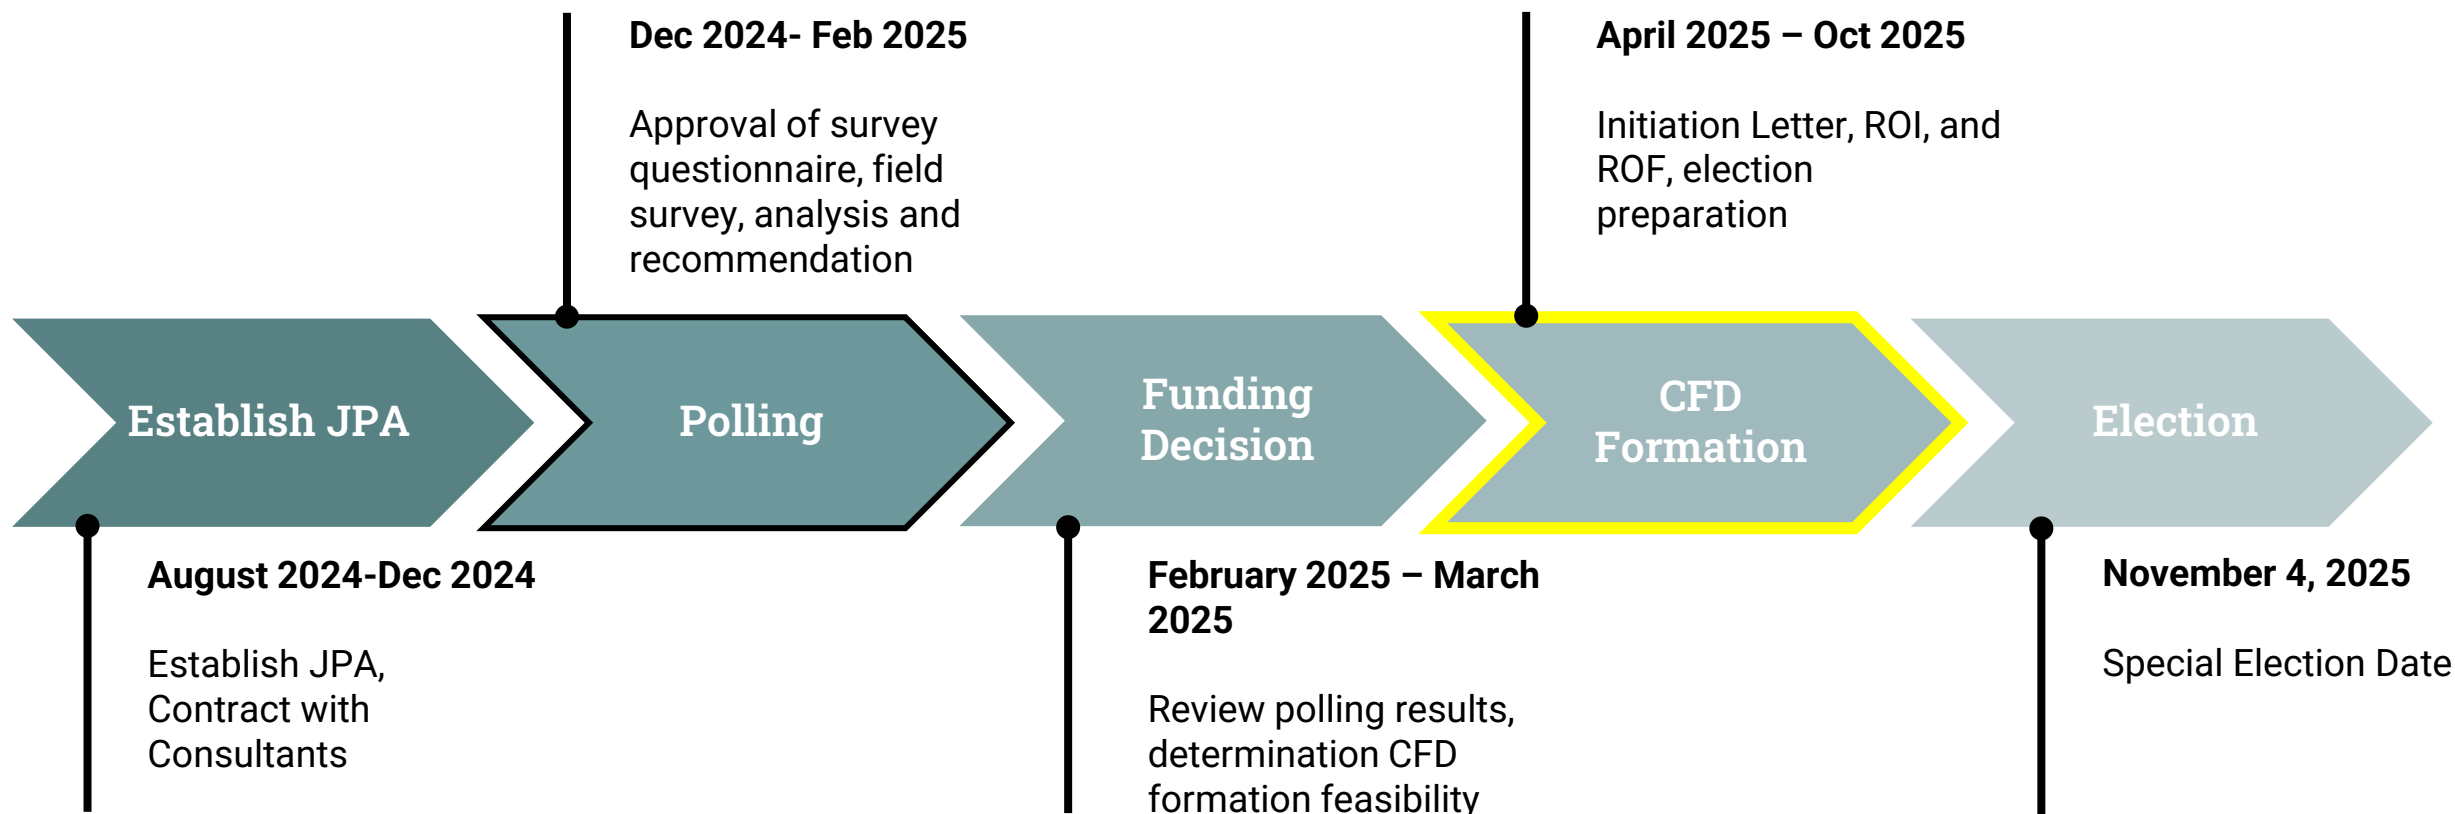 Dec 2024- Feb 2025
Approval of survey
questionnaire, field
survey, analysis and
recommendation
April 2025 – Oct 2025
Initiation Letter, ROI, and
ROF, election
preparation
Establish JPA
Polling
Funding
Decision
CFD
Formation
Election
August 2024-Dec 2024
Establish JPA,
Contract with
Consultants
February 2025 – March
2025
Review polling results,
determination CFD
formation feasibility
November 4, 2025
Special Election Date